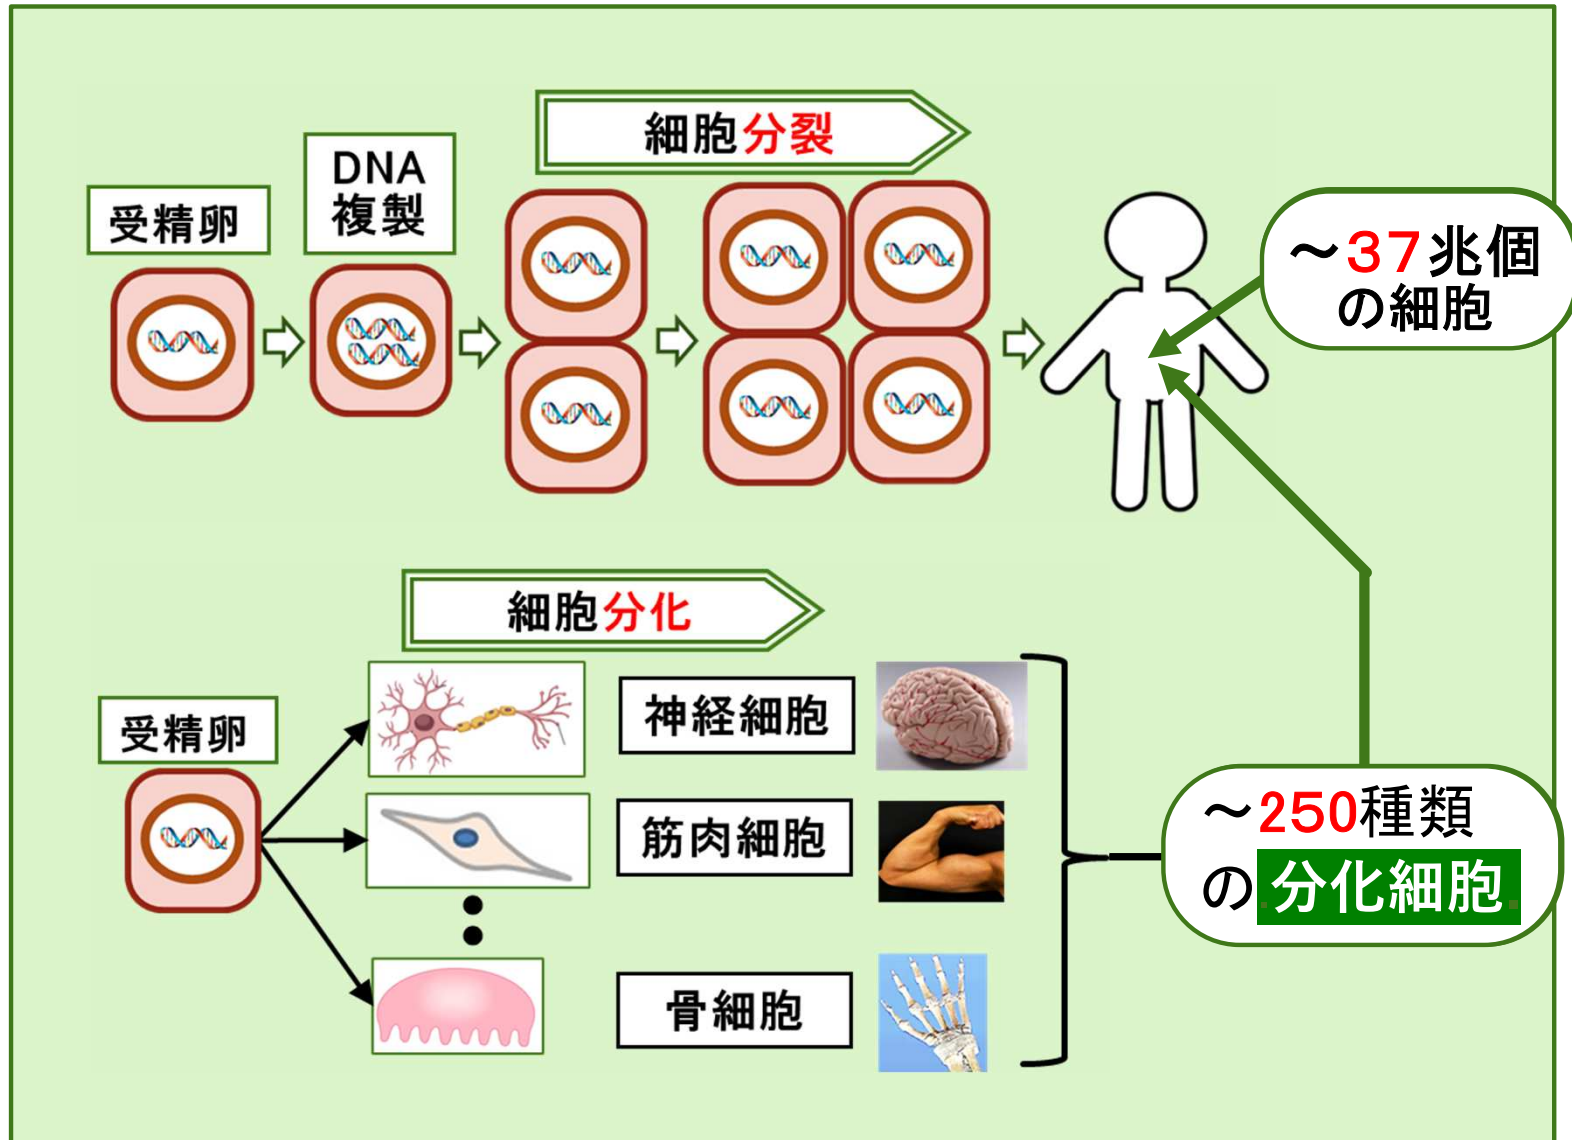 細胞分裂
DNA
複製
受精卵
～37兆個
の細胞
細胞分化
受精卵
神経細胞
筋肉細胞
骨細胞
～250種類
の.分化細胞.